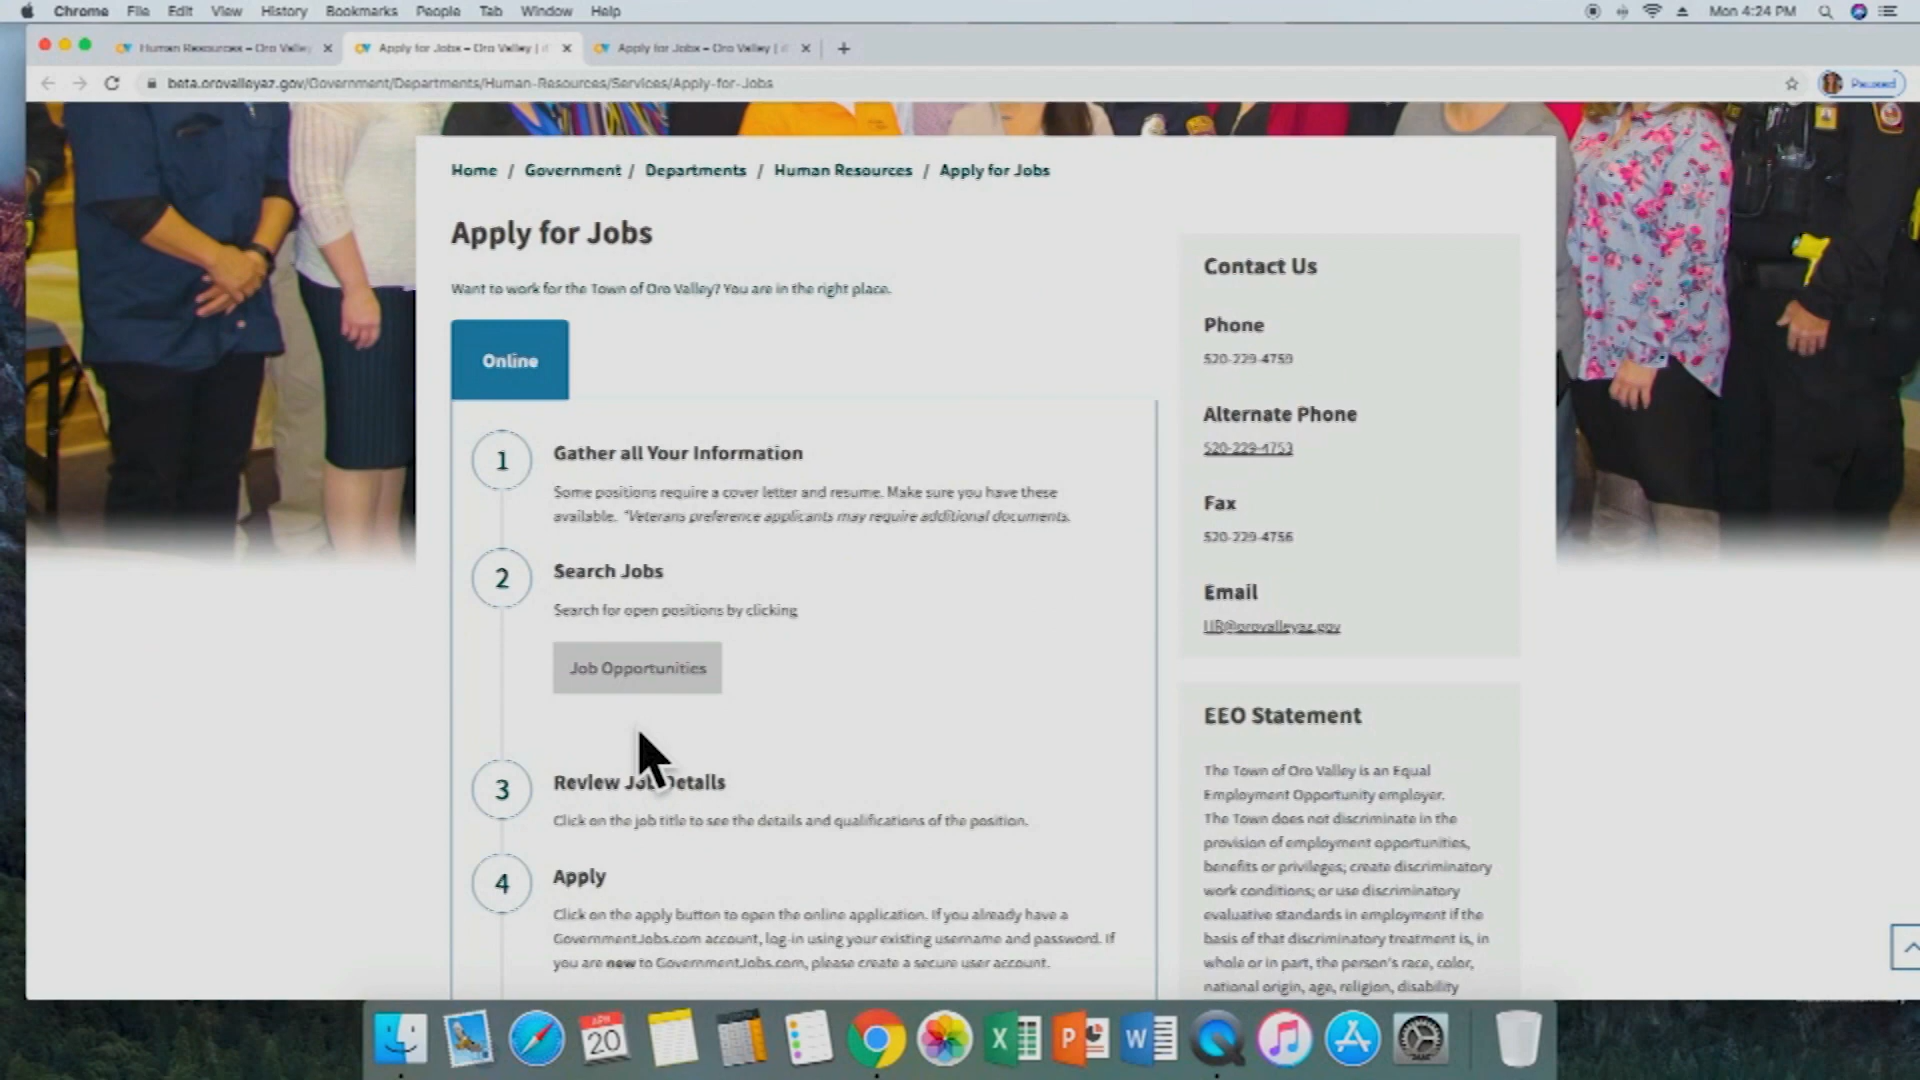 Chrome File Edit View History Bookmarks People Tab Window Help
Mon 4:24 PM
Human Resources – Oro Valley
Apply for Jobs – Oro Valley |
Apply for Jobs – Oro Valley |
beta.orovalleyaz.gov/Government/Departments/Human-Resources/Services/Apply-for-Jobs
Paused
Home / Government / Departments / Human Resources / Apply for Jobs
Apply for Jobs
Want to work for the Town of Oro Valley? You are in the right place.
Online
1
Gather all Your Information
Some positions require a cover letter and resume. Make sure you have these
available. *Veterans preference applicants may require additional documents.
2
Search Jobs
Search for open positions by clicking
Job Opportunities
3
Review Job Details
Click on the job title to see the details and qualifications of the position.
4
Apply
Click on the apply button to open the online application. If you already have a
GovernmentJobs.com account, log-in using your existing username and password. If
you are new to GovernmentJobs.com, please create a secure user account.
Contact Us
Phone
520-229-4759
Alternate Phone
520-229-4753
Fax
520-229-4756
Email
HR@orovalleyaz.gov
EEO Statement
The Town of Oro Valley is an Equal
Employment Opportunity employer.
The Town does not discriminate in the
provision of employment opportunities,
benefits or privileges; create discriminatory
work conditions; or use discriminatory
evaluative standards in employment if the
basis of that discriminatory treatment is, in
whole or in part, the person's race, color,
national origin, age, religion, disability
APR
20
X
P
W